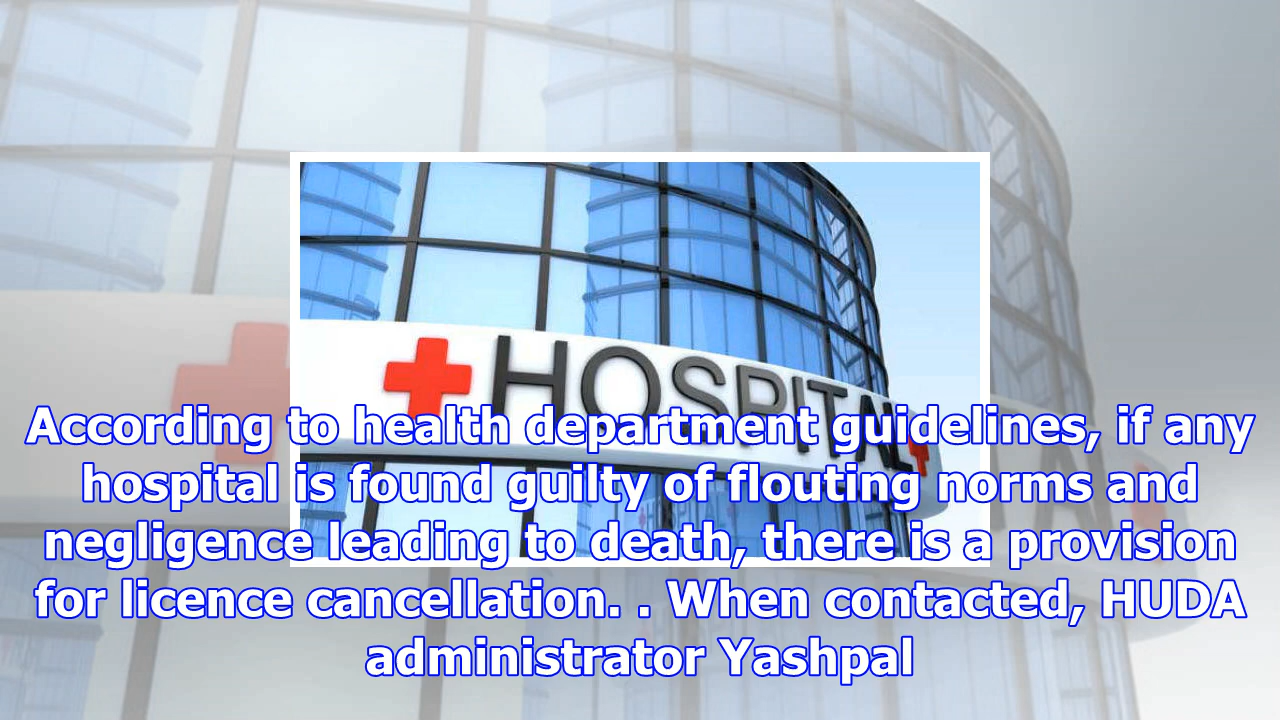 HOSPITAL
According to health department guidelines, if any
hospital is found guilty of flouting norms and
negligence leading to death, there is a provision
for licence cancellation. . When contacted, HUDA
administrator Yashpal